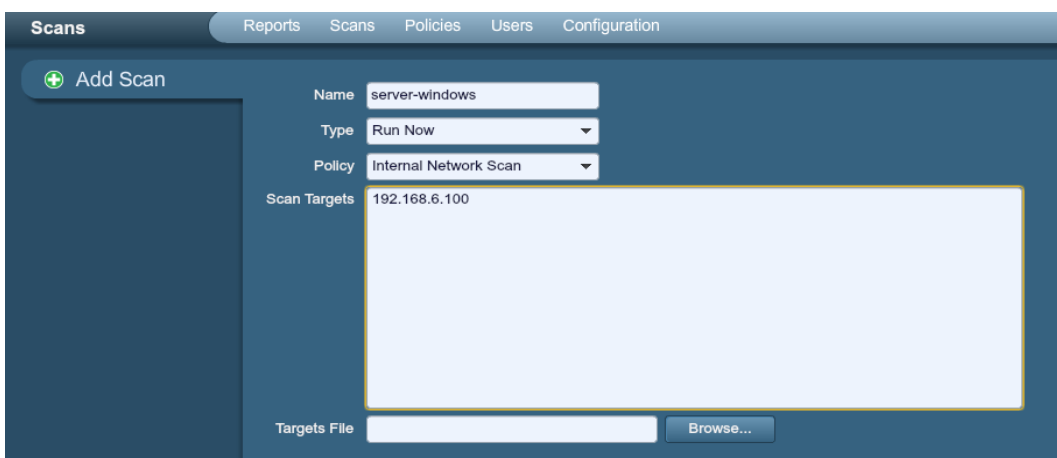 Scans Reports Scans Policies Users Configuration
Add Scan
Name server-windows
Type Run Now
Policy Internal Network Scan
Scan Targets 192.168.6.100
Targets File Browse...